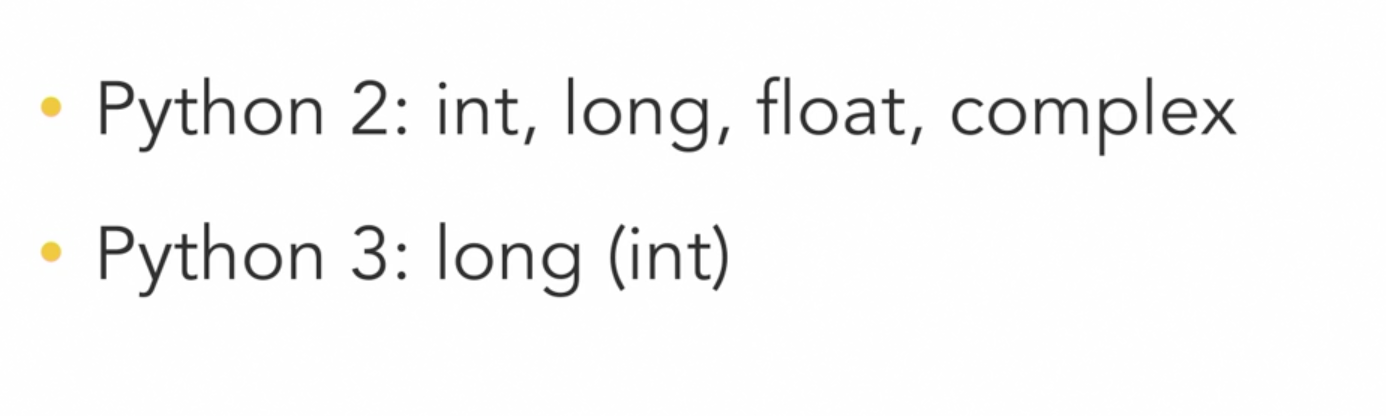 • Python 2: int, long, float, complex
• Python 3: long (int)